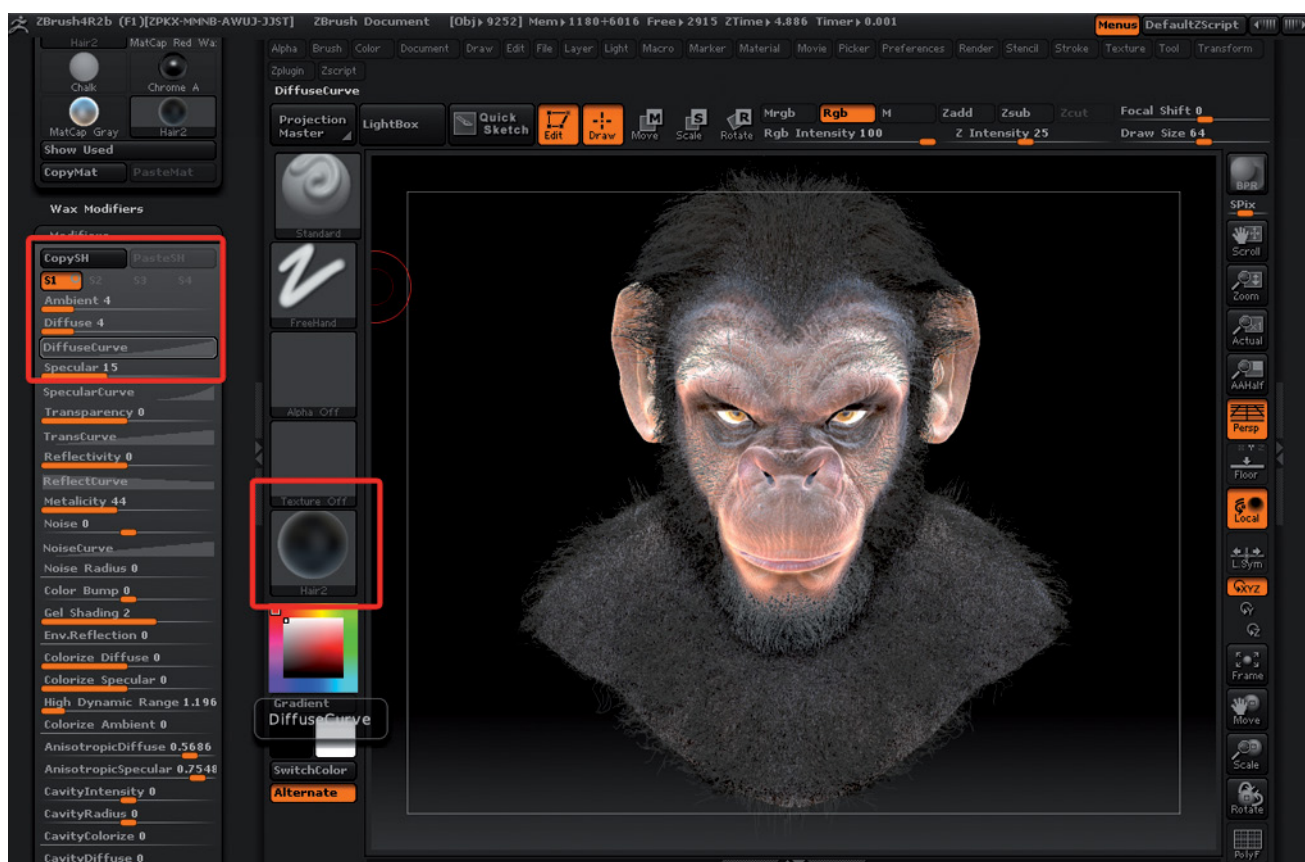 ZBrush4R2b (F1)[ZPKX-MMNB-AWUJ-JJST] ZBrush Document [Obj▸9252] Mem▸1180+6016 Free▸2915 ZTime▸4.886 Timer▸0.001 Menus DefaultZScript
Hair2 MatCap Red Wa
Chalk Chrome A
MatCap Gray Hair2
Show Used
CopyMat PasteMat
Wax Modifiers
Modifiers
CopySH PasteSH
S1 S2 S3 S4
Ambient 4
Diffuse 4
DiffuseCurve
Specular 15
SpecularCurve
Transparency 0
TransCurve
Reflectivity 0
ReflectCurve
Metalicity 44
Noise 0
NoiseCurve
Noise Radius 0
Color Bump 0
Gel Shading 2
Env.Reflection 0
Colorize Diffuse 0
Colorize Specular 0
High Dynamic Range 1.196
Colorize Ambient 0
AnisotropicDiffuse 0.5686
AnisotropicSpecular 0.7548
CavityIntensity 0
CavityRadius 0
CavityColorize 0
CavityDiffuse 0
Alpha Brush Color Document Draw Edit File Layer Light Macro Marker Material Movie Picker Preferences Render Stencil Stroke Texture Tool Transform
Zplugin Zscript
DiffuseCurve
Projection Master LightBox Quick Sketch Edit Draw Move Scale Rotate
Mrgb Rgb M Zadd Zsub Zcut Focal Shift 0
Rgb Intensity 100 Z Intensity 25 Draw Size 64
Standard
FreeHand
Alpha Off
Texture Off
Hair2
Gradient
DiffuseCurve
SwitchColor
Alternate
BPR
SPix
Scroll
Zoom
Actual
AAHalf
Persp
Floor
Local
L.Sym
XYZ
Y
Z
Frame
Move
Scale
Rotate
PolyF